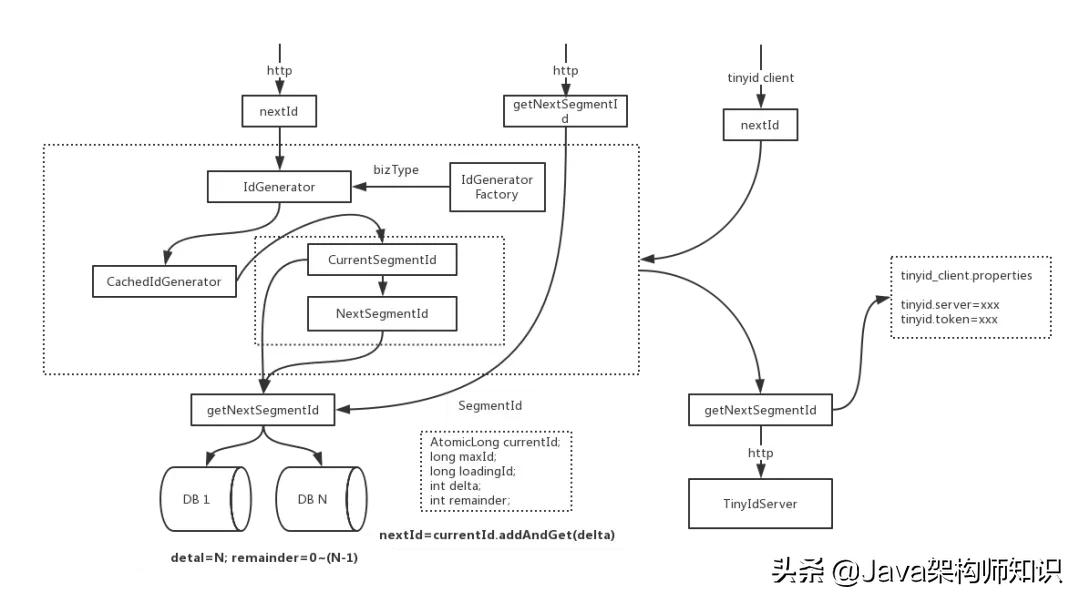 http
http
tinyid client
nextId
getNextSegmentI
d
nextId
bizType
IdGenerator
IdGenerator
Factory
CurrentSegmentId
CachedIdGenerator
NextSegmentId
tinyid_client.properties
tinyid.server=xxx
tinyid.token=xxx
getNextSegmentId
SegmentId
getNextSegmentId
AtomicLong currentId;
long maxId;
long loadingId;
int delta;
int remainder;
http
DB 1
DB N
TinyIdServer
nextId=currentId.addAndGet(delta)
detal=N; remainder=0~(N-1)
头条 @Java架构师知识